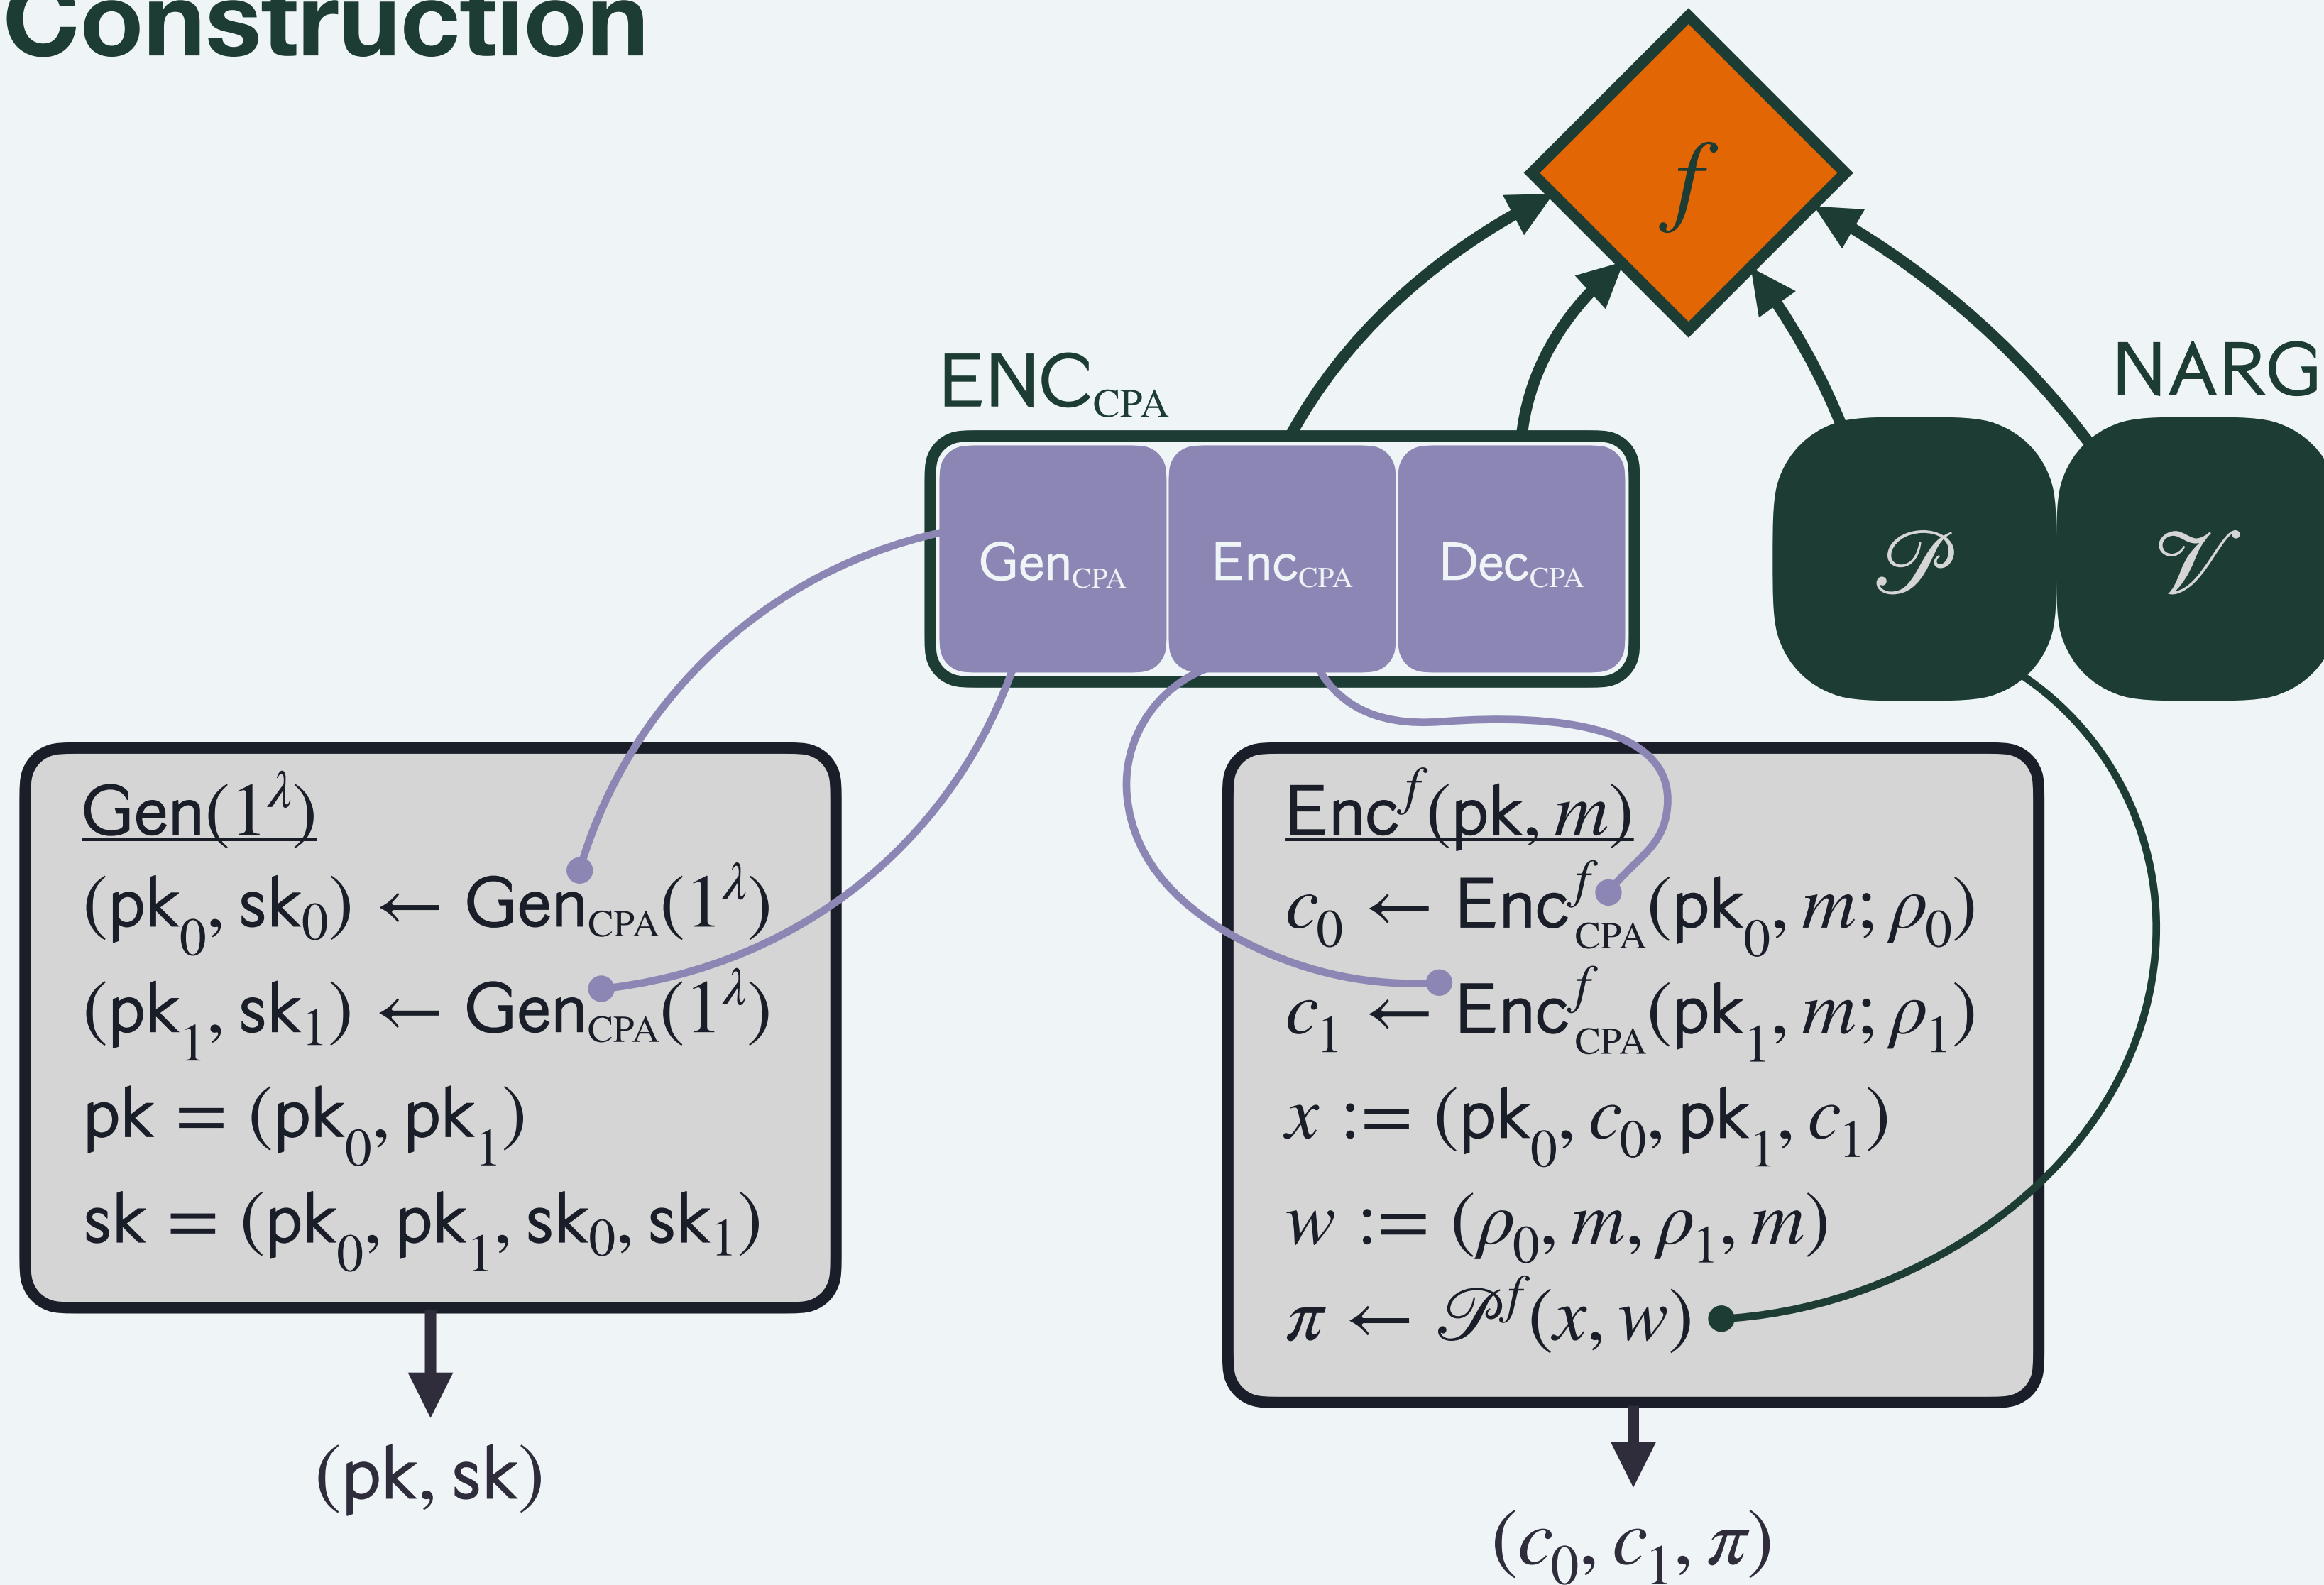 Construction
f
ENC_CPA
NARG
Gen_CPA
Enc_CPA
Dec_CPA
𝒫
𝒱
Gen(1^λ)
(pk_0, sk_0) ← Gen_CPA(1^λ)
(pk_1, sk_1) ← Gen_CPA(1^λ)
pk = (pk_0, pk_1)
sk = (pk_0, pk_1, sk_0, sk_1)
(pk, sk)
Enc^f(pk, m)
c_0 ← Enc^f_CPA(pk_0, m; ρ_0)
c_1 ← Enc^f_CPA(pk_1, m; ρ_1)
x := (pk_0, c_0, pk_1, c_1)
w := (ρ_0, m, ρ_1, m)
π ← 𝒫^f(x, w)
(c_0, c_1, π)